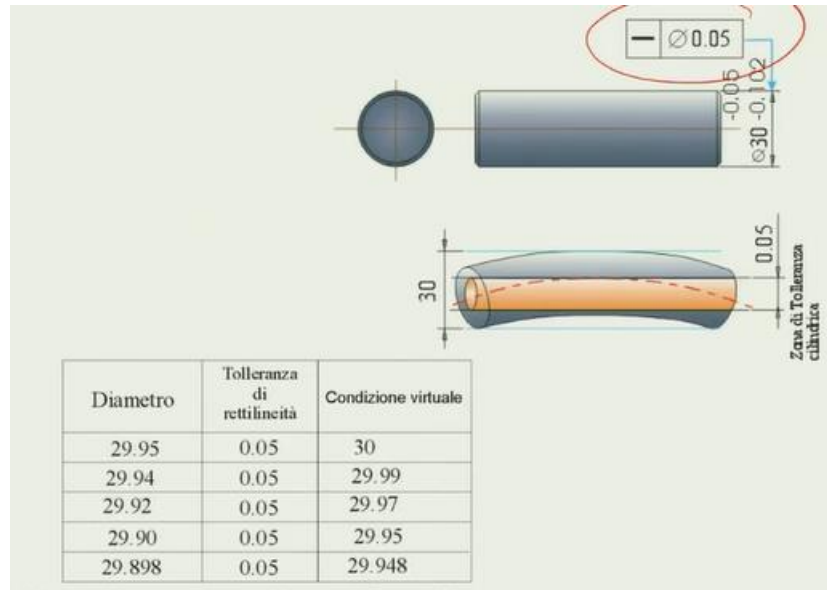 — ⌀0.05
-0.05
⌀30 -0.102
30
0.05
Zona di Tolleranza
cilindrica
Diametro
Tolleranza
di
rettilineità
Condizione virtuale
29.95 0.05 30
29.94 0.05 29.99
29.92 0.05 29.97
29.90 0.05 29.95
29.898 0.05 29.948